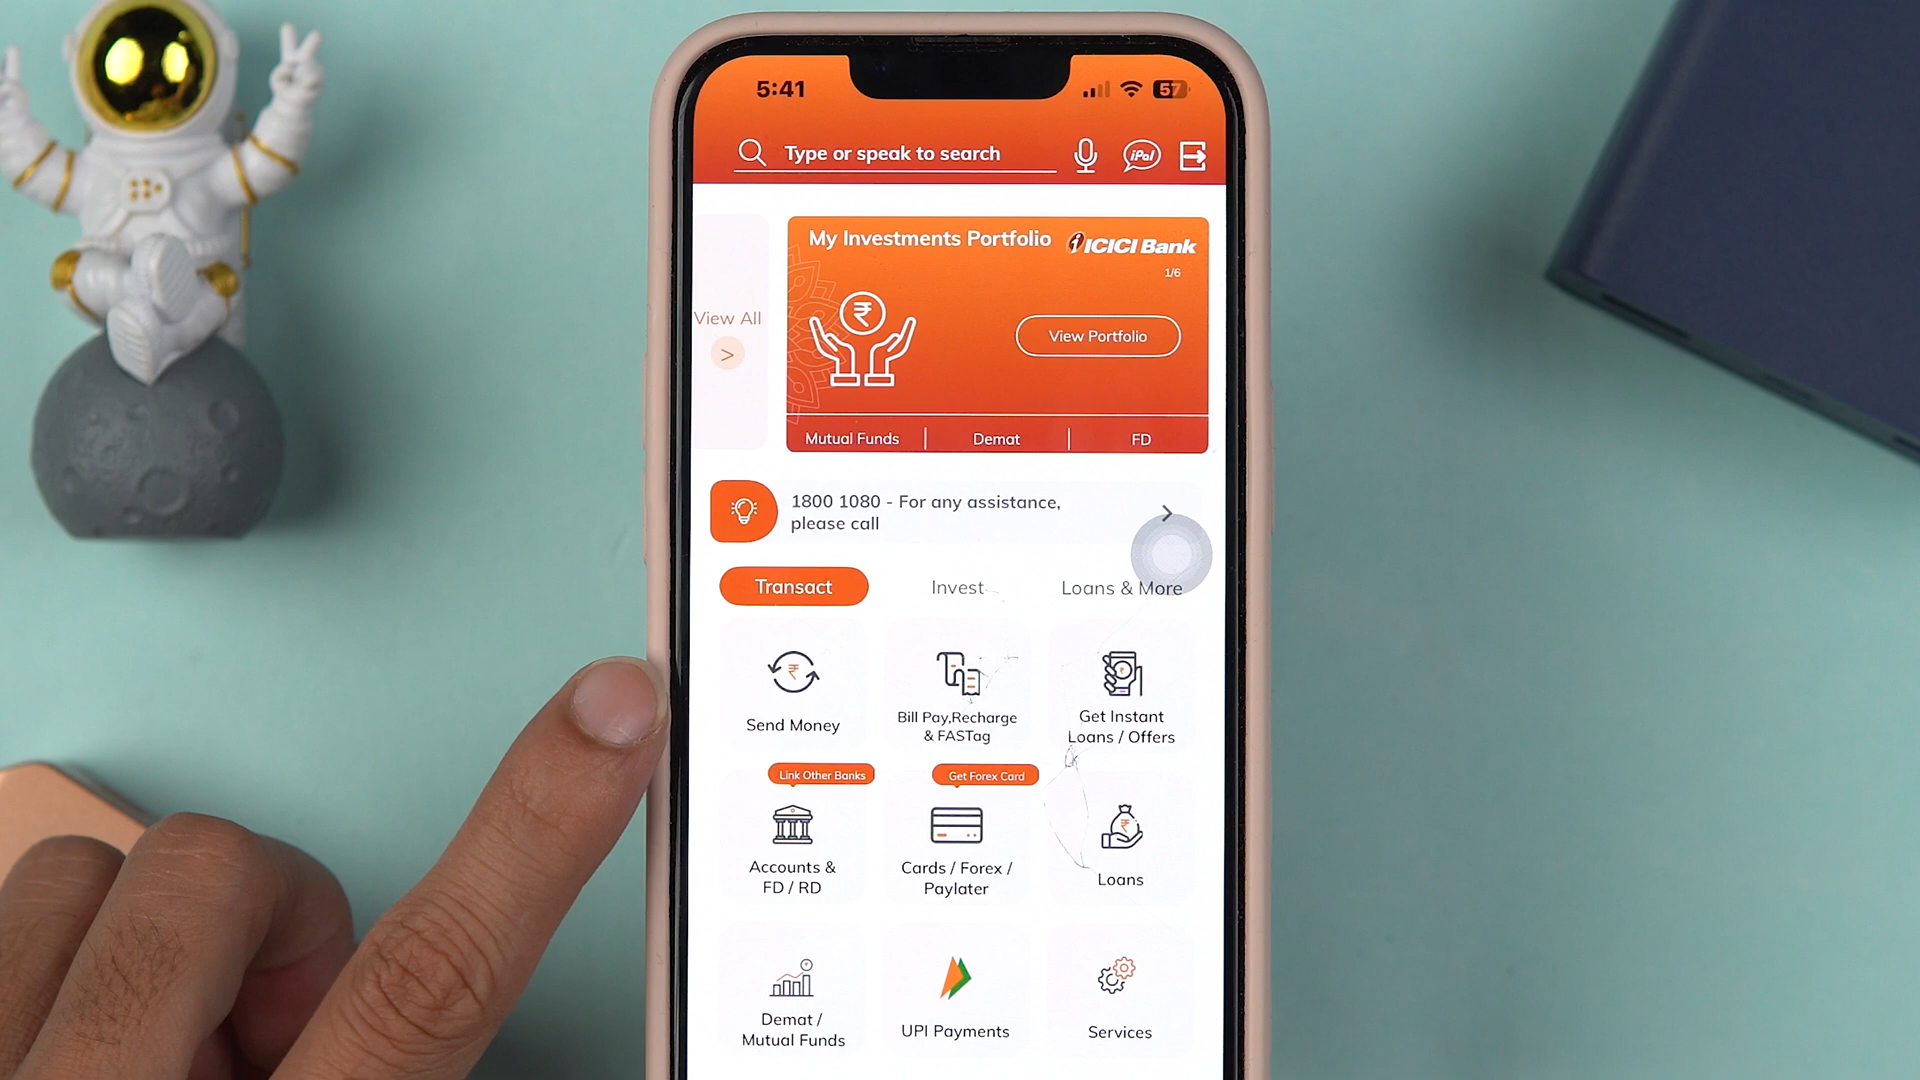 5:41
57
Type or speak to search
iPal
My Investments Portfolio
ICICI Bank
1/6
View All
>
View Portfolio
Mutual Funds | Demat | FD
1800 1080 - For any assistance,
please call
Transact
Invest
Loans & More
Send Money
Bill Pay,Recharge
& FASTag
Get Instant
Loans / Offers
Link Other Banks
Get Forex Card
Accounts &
FD / RD
Cards / Forex /
Paylater
Loans
Demat /
Mutual Funds
UPI Payments
Services